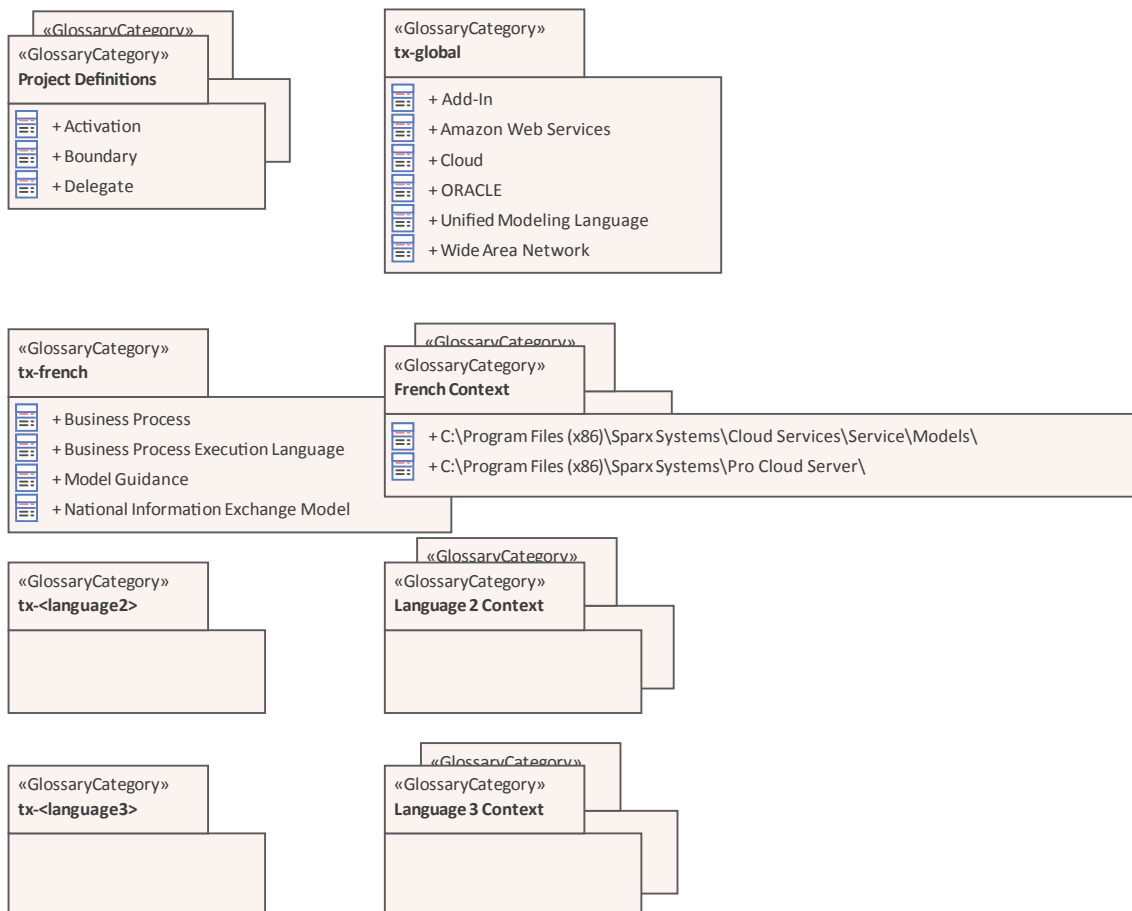 «GlossaryCategory»
«GlossaryCategory»
Project Definitions
+ Activation
+ Boundary
+ Delegate
«GlossaryCategory»
tx-global
+ Add-In
+ Amazon Web Services
+ Cloud
+ ORACLE
+ Unified Modeling Language
+ Wide Area Network
«GlossaryCategory»
tx-french
+ Business Process
+ Business Process Execution Language
+ Model Guidance
+ National Information Exchange Model
«GlossaryCategory»
«GlossaryCategory»
French Context
+ C:\Program Files (x86)\Sparx Systems\Cloud Services\Service\Models\
+ C:\Program Files (x86)\Sparx Systems\Pro Cloud Server\
«GlossaryCategory»
tx-<language2>
«GlossaryCategory»
«GlossaryCategory»
Language 2 Context
«GlossaryCategory»
tx-<language3>
«GlossaryCategory»
«GlossaryCategory»
Language 3 Context